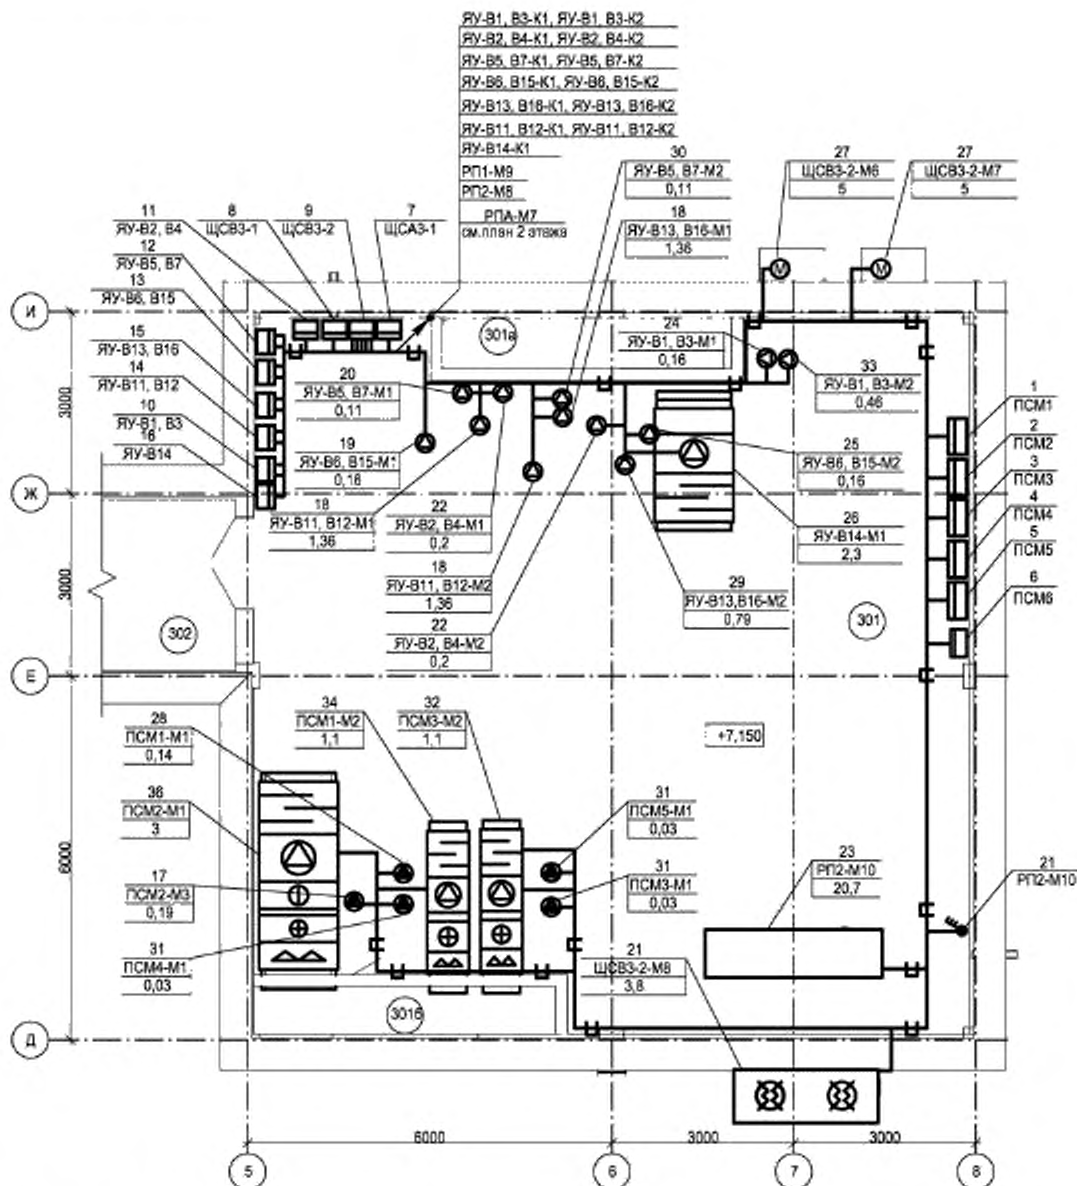 ЯУ-В1, В3-К1, ЯУ-В1, В3-К2
ЯУ-В2, В4-К1, ЯУ-В2, В4-К2
ЯУ-В5, В7-К1, ЯУ-В5, В7-К2
ЯУ-В6, В15-К1, ЯУ-В6, В15-К2
ЯУ-В13, В16-К1, ЯУ-В13, В16-К2
ЯУ-В11, В12-К1, ЯУ-В11, В12-К2
ЯУ-В14-К1
РП1-М9
РП2-М8
РПА-М7
см.план 2 этажа
30
ЯУ-В5, В7-М2
0,11
18
ЯУ-В13, В16-М1
1,36
27
ЩСВ3-2-М6
5
27
ЩСВ3-2-М7
5
11
ЯУ-В2, В4
8
ЩСВ3-1
9
ЩСВ3-2
7
ЩСА3-1
12
ЯУ-В5, В7
13
ЯУ-В6, В15
15
ЯУ-В13, В16
14
ЯУ-В11, В12
10
ЯУ-В1, В3
16
ЯУ-В14
М
М
И
301а
24
ЯУ-В1, В3-М1
0,16
33
ЯУ-В1, В3-М2
0,46
20
ЯУ-В5, В7-М1
0,11
19
ЯУ-В6, В15-М1
0,16
18
ЯУ-В11, В12-М1
1,36
22
ЯУ-В2, В4-М1
0,2
18
ЯУ-В11, В12-М2
1,36
22
ЯУ-В2, В4-М2
0,2
25
ЯУ-В6, В15-М2
0,16
26
ЯУ-В14-М1
2,3
29
ЯУ-В13,В16-М2
0,79
1
ПСМ1
2
ПСМ2
3
ПСМ3
4
ПСМ4
5
ПСМ5
6
ПСМ6
3000
Ж
3000
302
301
Е
34
ПСМ1-М2
1,1
32
ПСМ3-М2
1,1
+7,150
28
ПСМ1-М1
0,14
36
ПСМ2-М1
3
17
ПСМ2-М3
0,19
31
ПСМ4-М1
0,03
31
ПСМ5-М1
0,03
31
ПСМ3-М1
0,03
23
РП2-М10
20,7
21
РП2-М10
21
ЩСВ3-2-М8
3,8
6000
301б
Д
6000
3000
3000
5
6
7
8